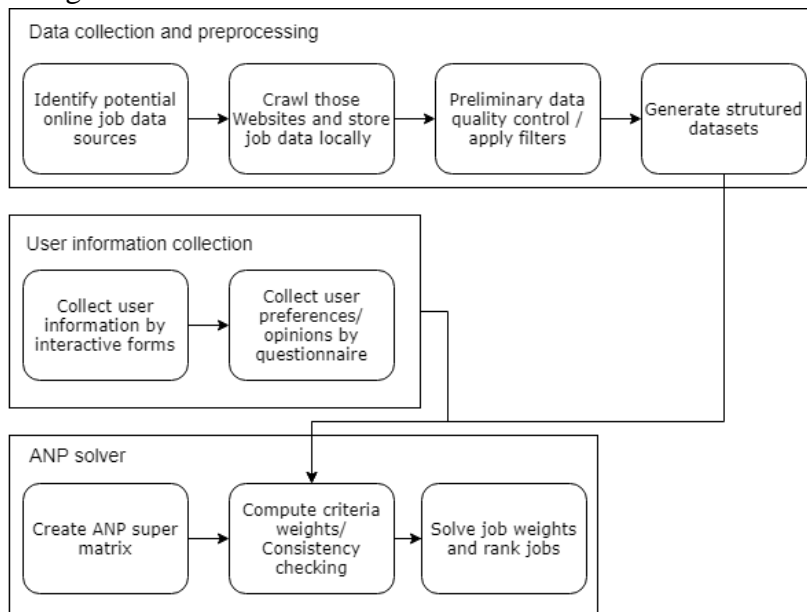 Data collection and preprocessing
Identify potential
online job data
sources
Crawl those
Websites and store
job data locally
Preliminary data
quality control /
apply filters
Generate strutured
datasets
User information collection
Collect user
information by
interactive forms
Collect user
preferences/
opinions by
questionnaire
ANP solver
Create ANP super
matrix
Compute criteria
weights/
Consistency
checking
Solve job weights
and rank jobs